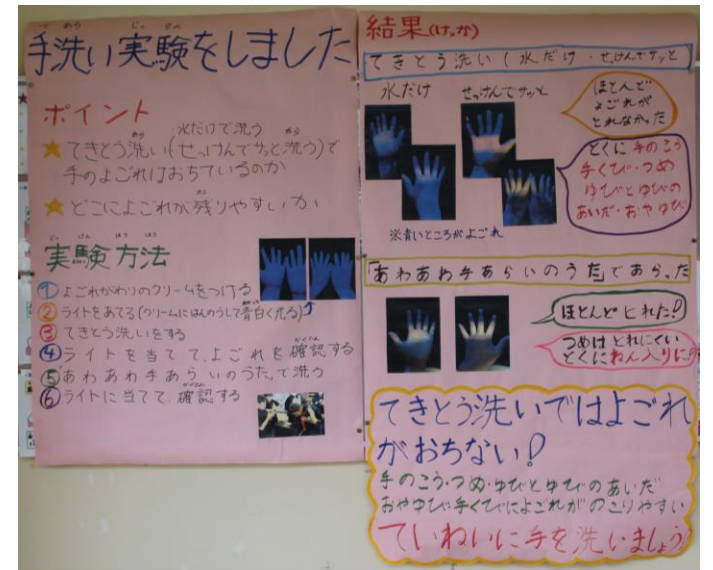 手洗い実験をしました
ポイント
水だけで洗う
★てきとう洗い(せっけんでサッと洗う)で
手のよごれはおちているのか
★どこによごれが残りやすいか
実験方法
①よごれがわりのクリームをつける
②ライトをあてる(クリームにはんのうして青白く光る)↑
③てきとう洗いをする
④ライトを当てて、よごれを確認する
⑤「あわあわ手あらいのうた」で洗う
⑥ライトに当てて、確認する
結果(けっか)
てきとう洗い(水だけ・せっけんでサッと
水だけ
せっけんでサッと
ほとんど
よごれが
とれなかった
とくに手のこう
手くび・つめ
ゆびとゆびの
あいだ・おやゆび
※青いところがよごれ
「あわあわ手あらいのうた」であらった
ほとんどとれた!!
つめはとれにくい
とくにねん入りに!!
てきとう洗いではよごれ
がおちない!!
手のこう・つめ・ゆびとゆびのあいだ
おやゆび・手くびによごれがのこりやすい
ていねいに手を洗いましょう!